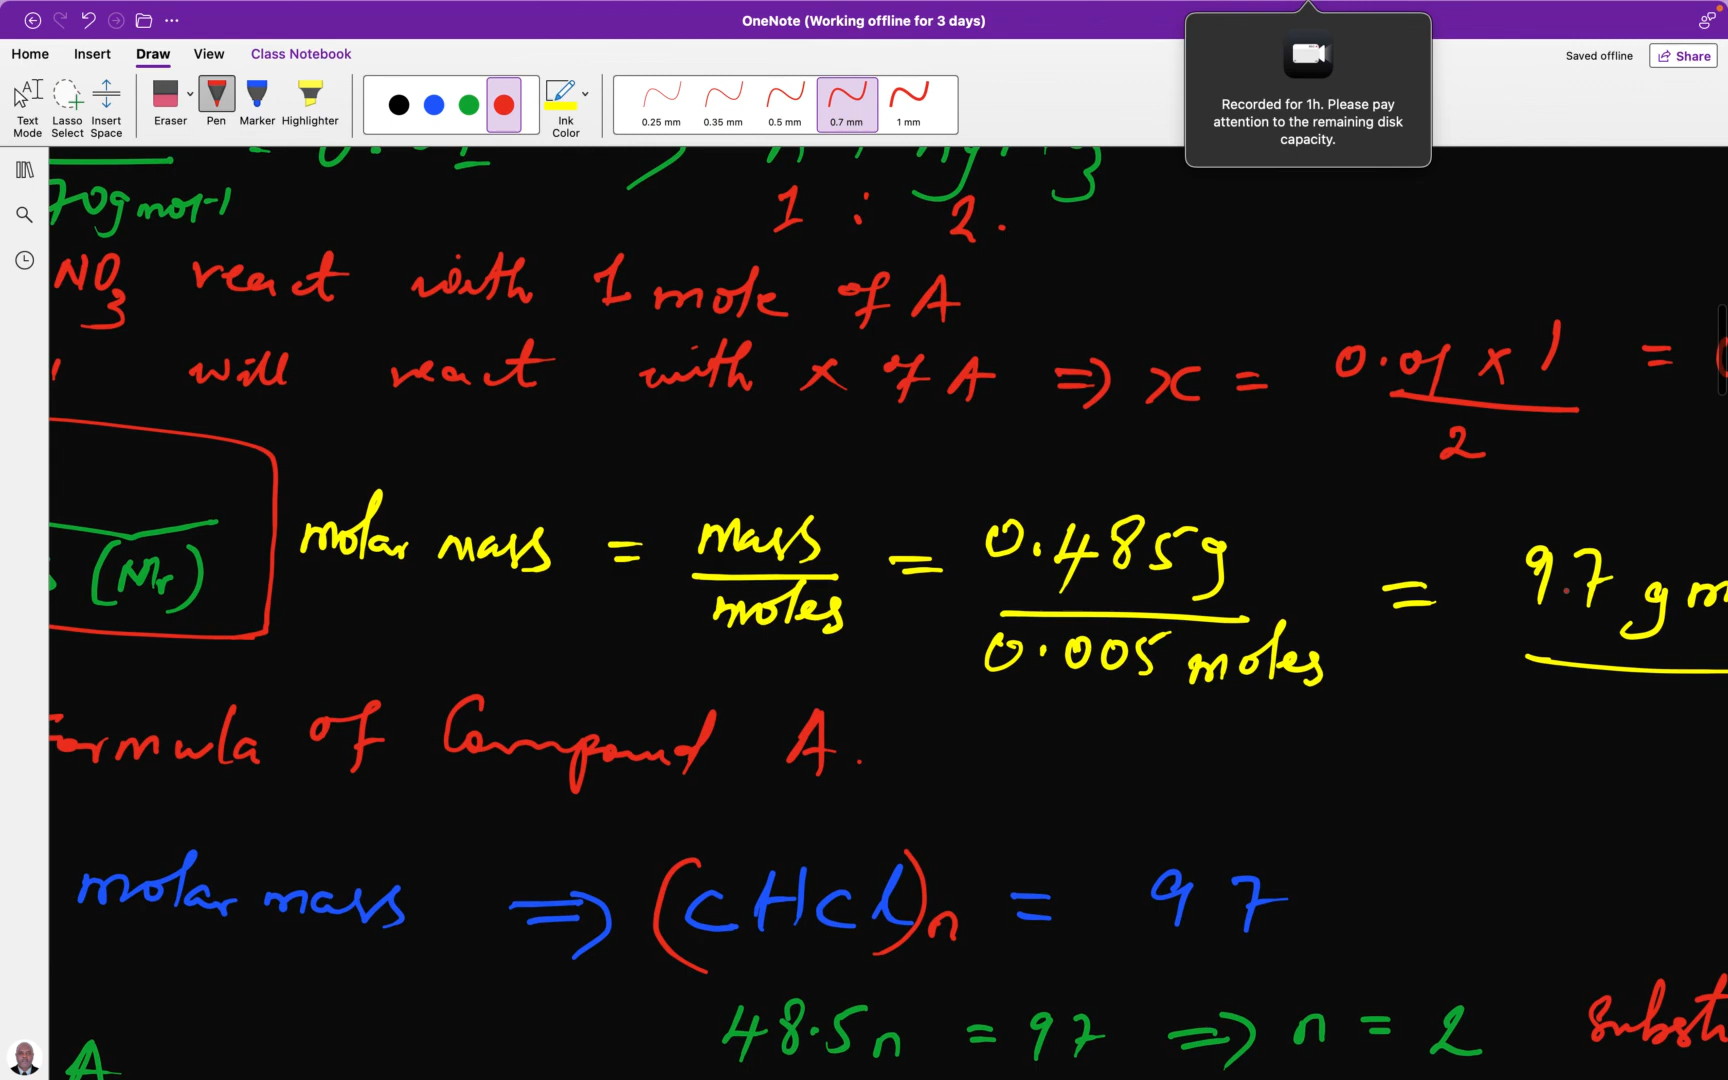 OneNote (Working offline for 3 days)
Home Insert Draw View Class Notebook
Saved offline
Share
Text Mode
Lasso Select
Insert Space
Eraser
Pen
Marker
Highlighter
Ink Color
0.25 mm
0.35 mm
0.5 mm
0.7 mm
1 mm
Recorded for 1h. Please pay
attention to the remaining disk
capacity.
70g mol-1
1 : 2.
NO3 react with 1 mole of A
will react with x of A => x = 0.01 x 1 / 2 =
(Mr)
molar mass = mass / moles = 0.485g / 0.005 moles = 97 g m
formula of Compound A.
molar mass => (CHCl)n = 97
48.5n = 97 => n = 2
A